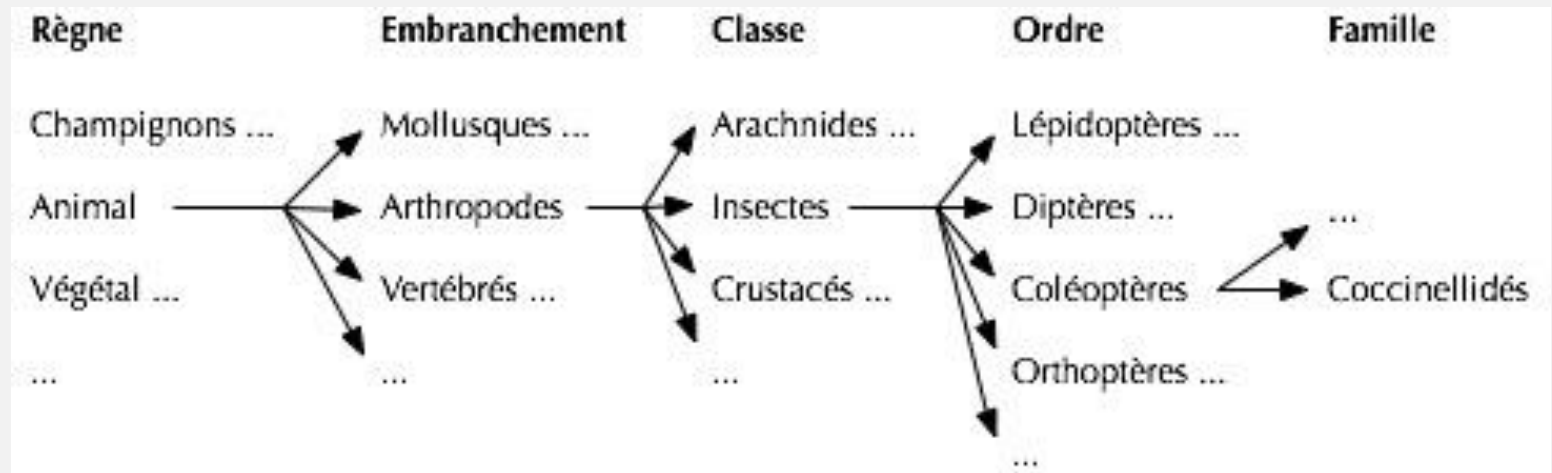 Règne Embranchement Classe Ordre Famille
Champignons ... Mollusques ... Arachnides ... Lépidoptères ...
Animal Arthropodes Insectes Diptères ... ...
Végétal ... Vertébrés ... Crustacés ... Coléoptères Coccinellidés
... ... ... Orthoptères ...
...